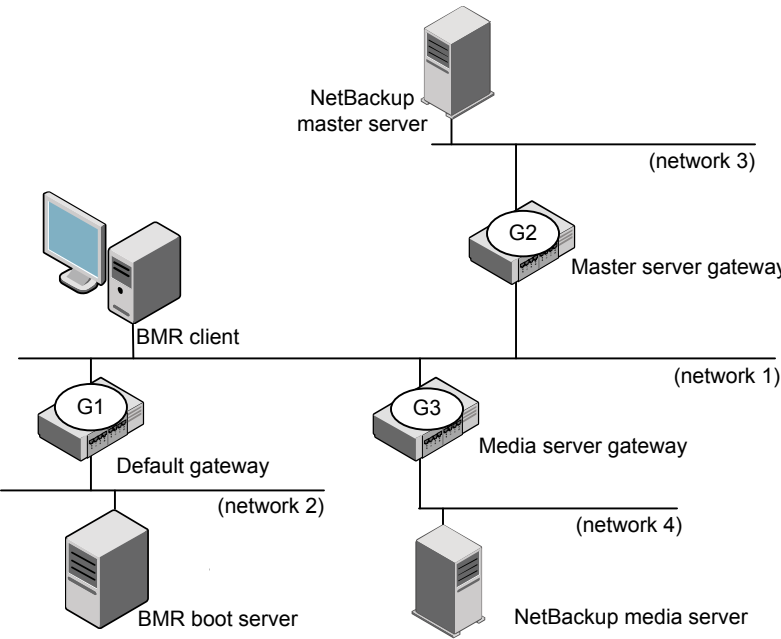 NetBackup
master server
(network 3)
G2
Master server gateway
BMR client
(network 1)
G1
G3
Default gateway
Media server gateway
(network 2)
(network 4)
BMR boot server
NetBackup media server